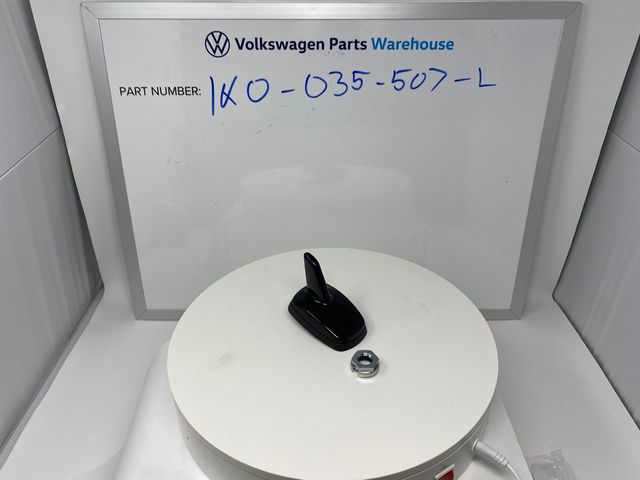 Volkswagen Parts Warehouse
PART NUMBER: 1K0-035-507-L